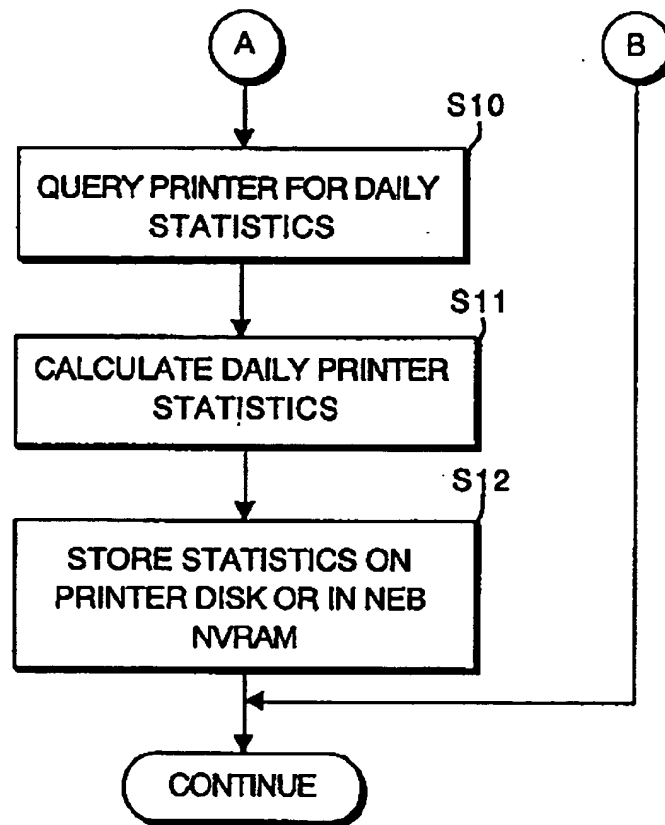 A
B
S10
QUERY PRINTER FOR DAILY
STATISTICS
S11
CALCULATE DAILY PRINTER
STATISTICS
S12
STORE STATISTICS ON
PRINTER DISK OR IN NEB
NVRAM
CONTINUE